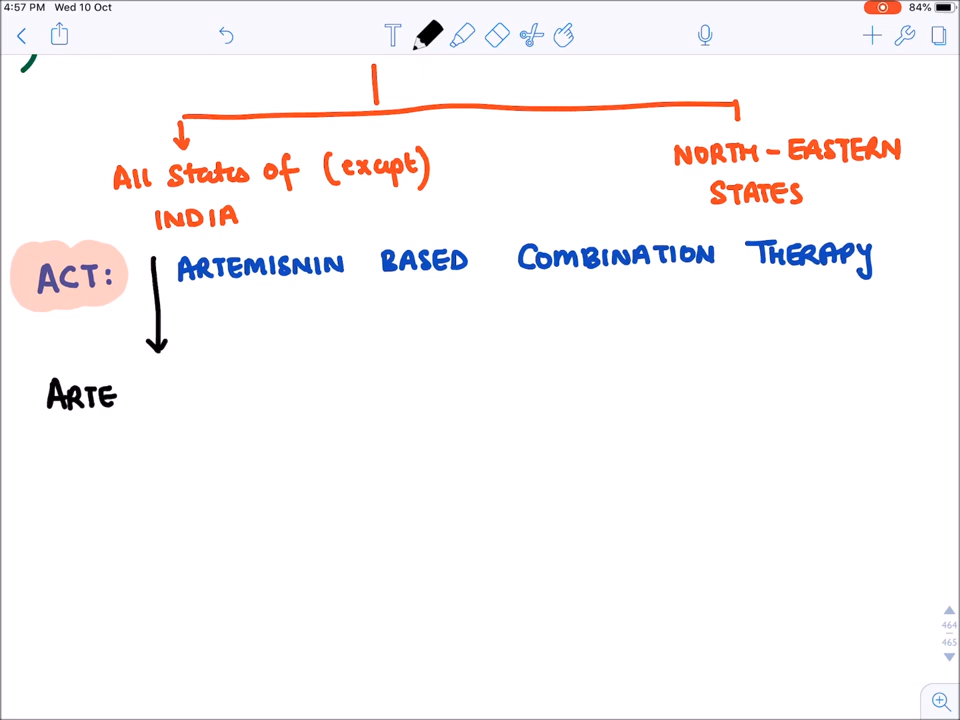 4:57 PM Wed 10 Oct
84%
T
All States of (except)
INDIA
NORTH-EASTERN
STATES
ACT: ARTEMISNIN BASED COMBINATION THERAPY
ARTE
464
465